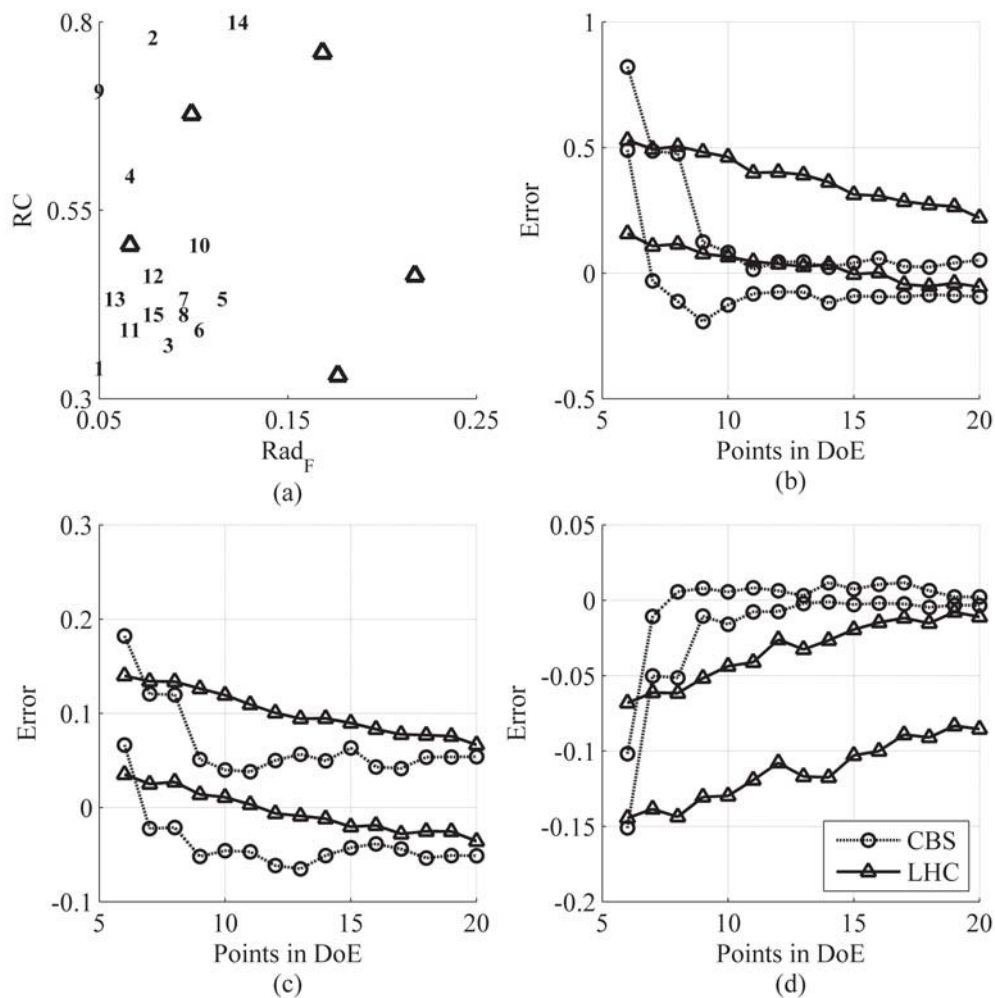 0.8
0.55
0.3
RC
14
2
9
4
10
12
13 7 5
15 8
11 6
3
1
0.05 0.15 0.25
Rad_F
(a)
1
0.5
0
-0.5
Error
5 10 15 20
Points in DoE
(b)
0.3
0.2
0.1
0
-0.1
Error
5 10 15 20
Points in DoE
(c)
0.05
0
-0.05
-0.1
-0.15
-0.2
Error
CBS
LHC
5 10 15 20
Points in DoE
(d)